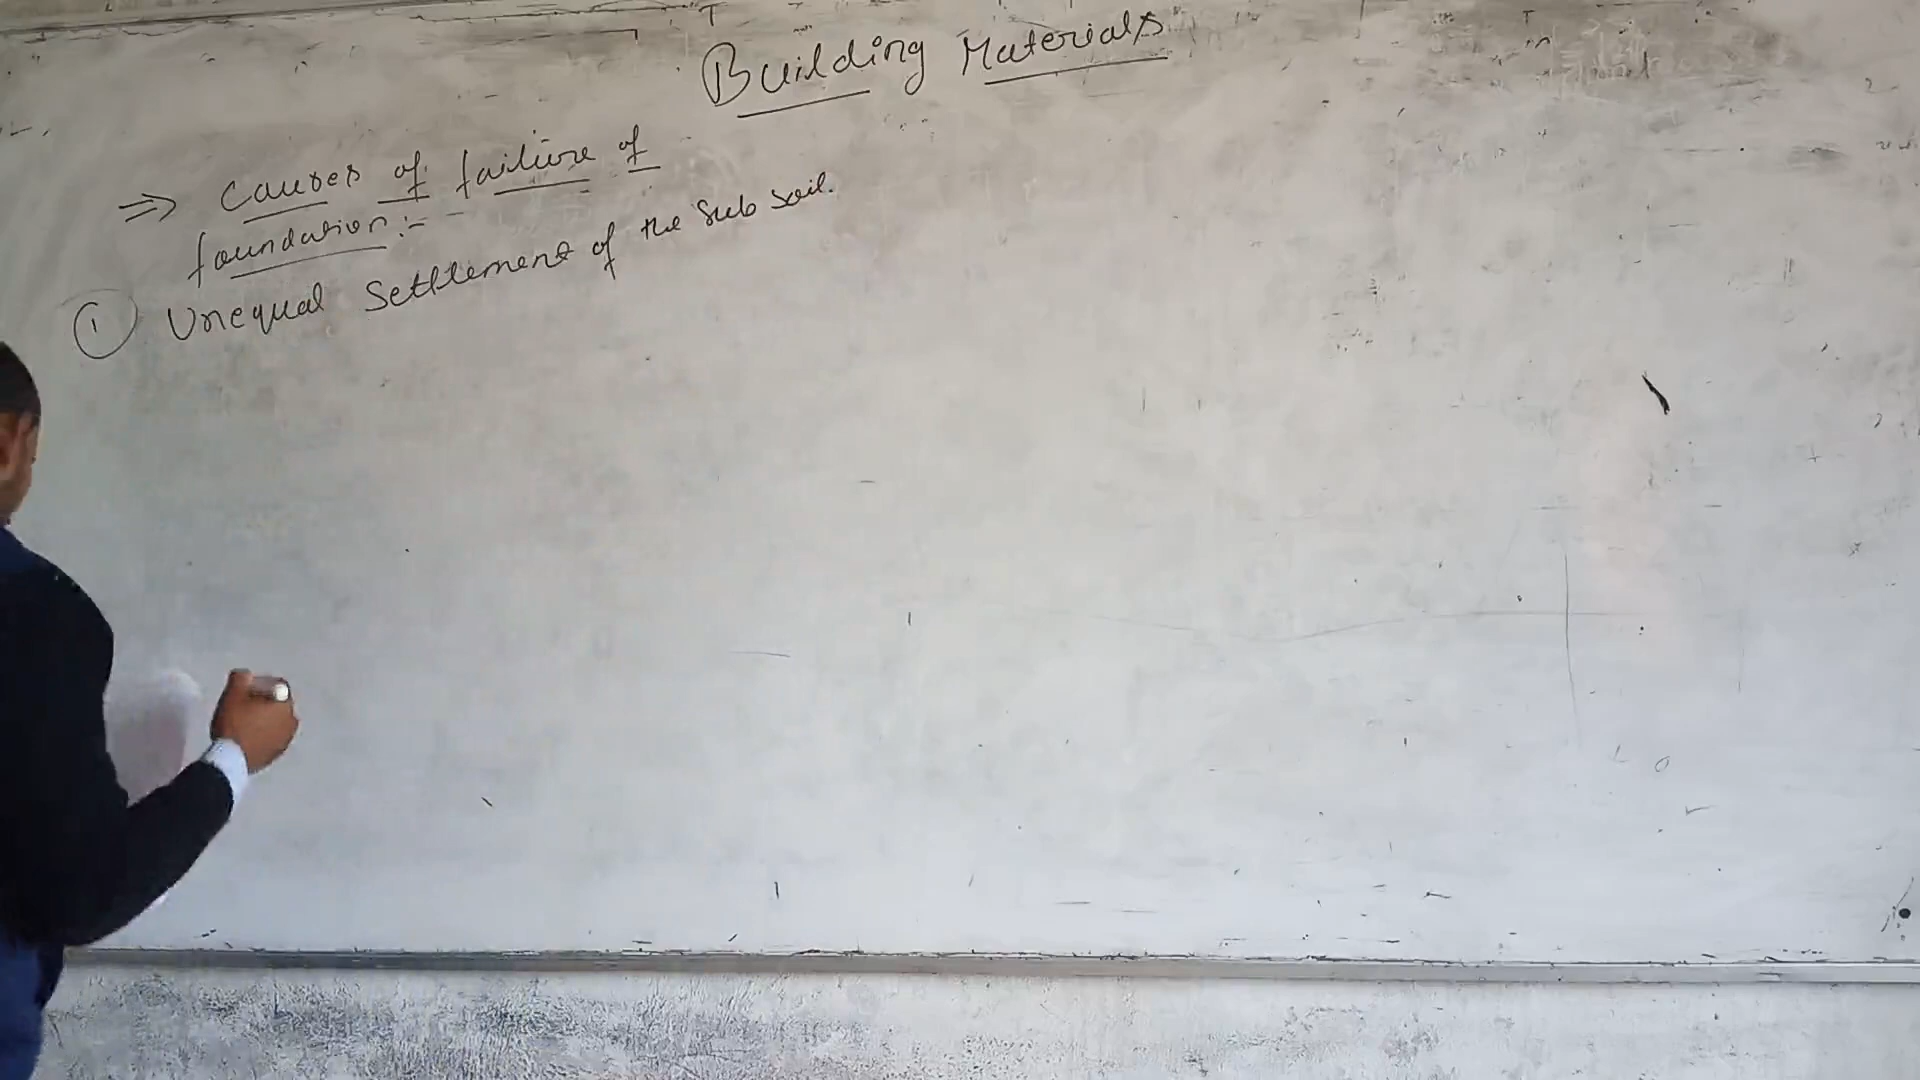 Building Materials
⇒ Causes of failure of
foundation:-
① Unequal Settlement of the Sub soil.